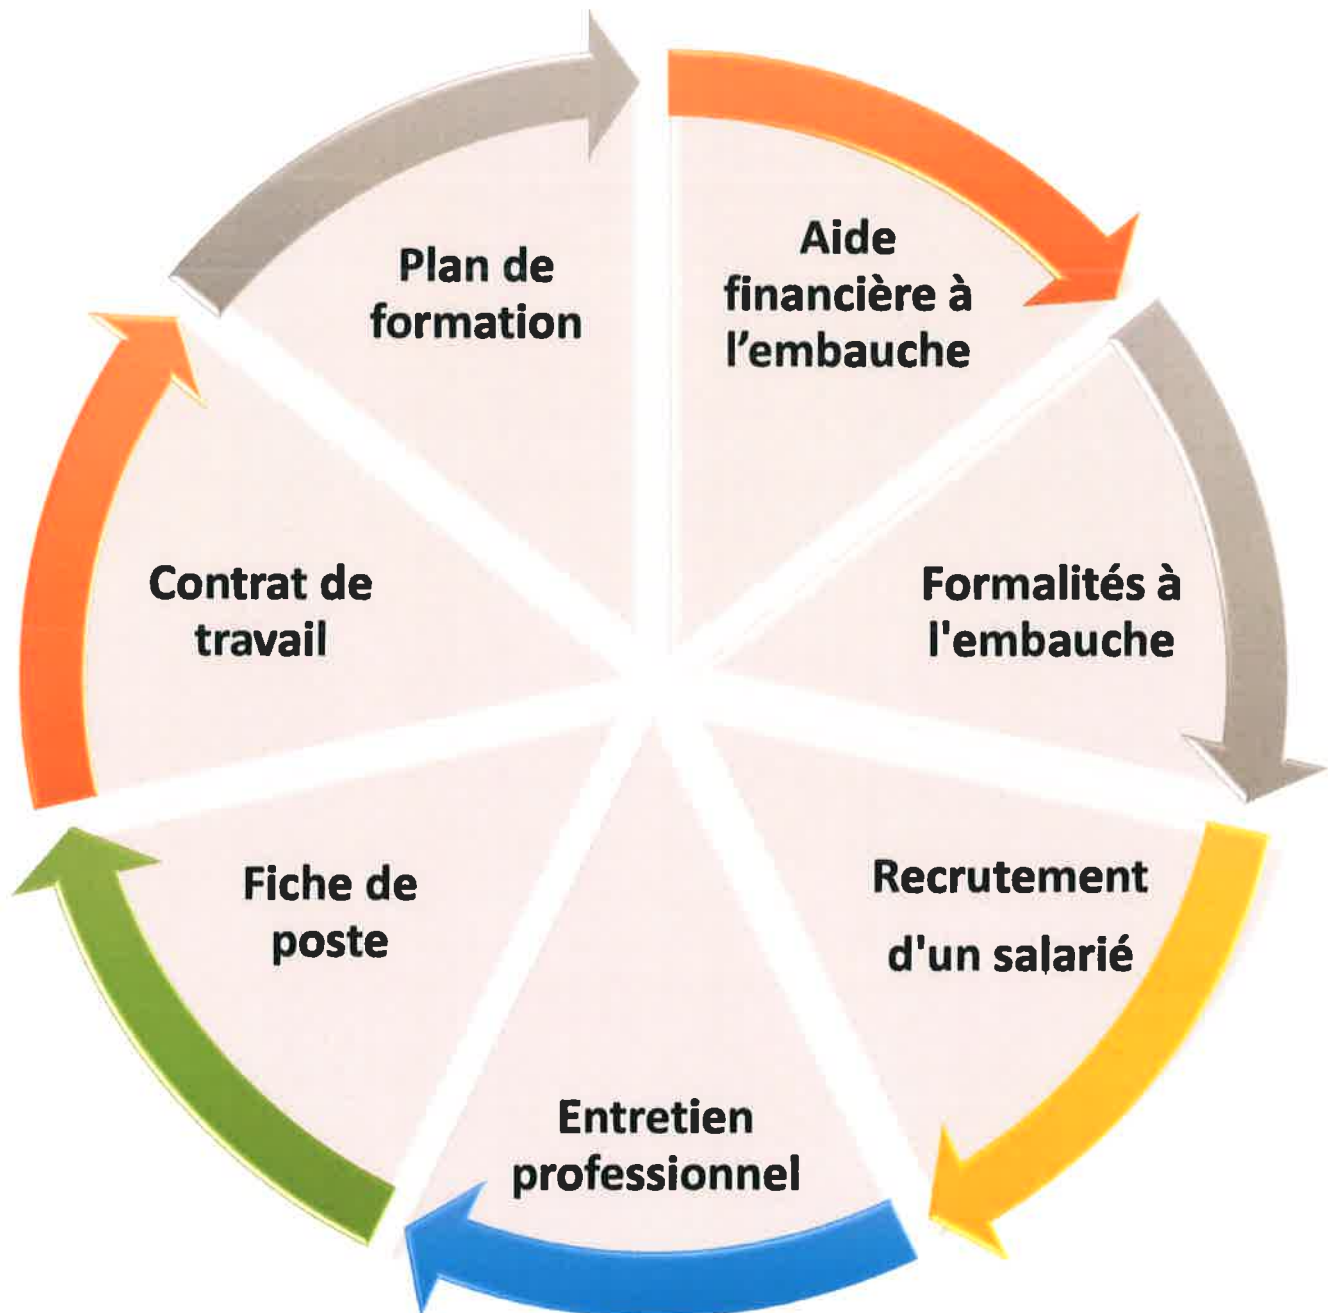 Plan de
formation
Aide
financière à
l’embauche
Formalités à
l'embauche
Recrutement
d'un salarié
Entretien
professionnel
Fiche de
poste
Contrat de
travail